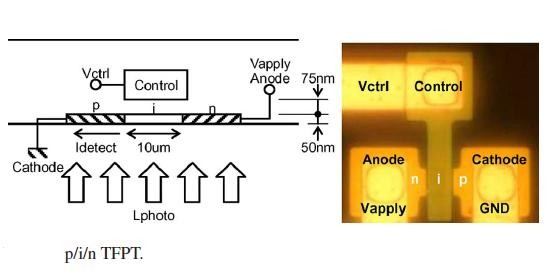 Vctrl
Control
Vapply
Anode
75nm
p
i
n
Idetect
10um
50nm
Cathode
Lphoto
Vctrl
Control
Anode
Cathode
n
i
p
Vapply
GND
p/i/n TFPT.